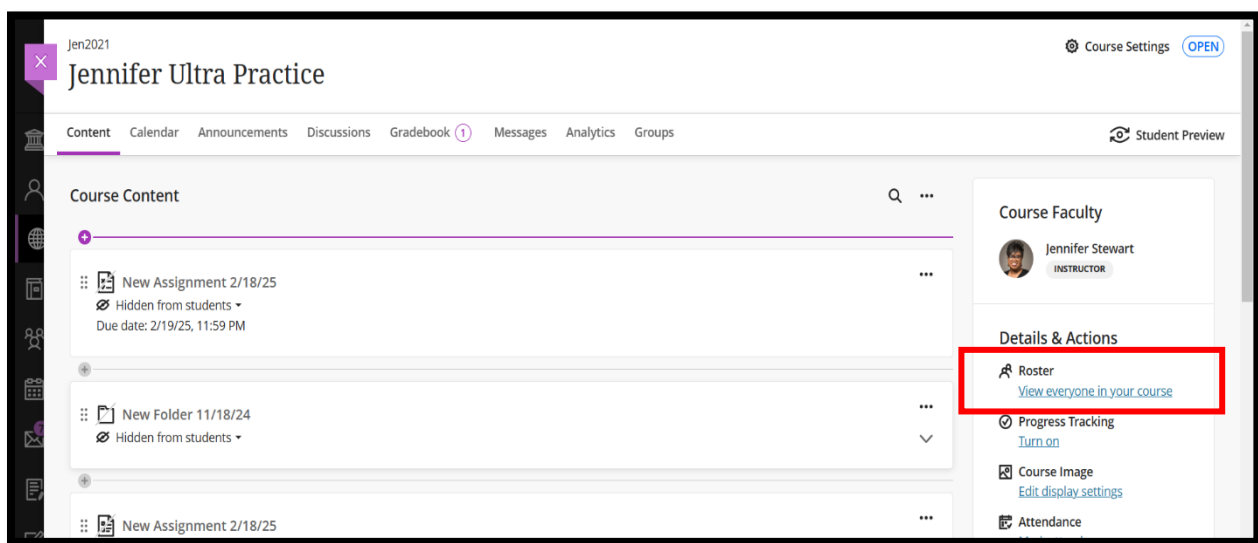 Jen2021
Jennifer Ultra Practice
Course Settings OPEN
Content Calendar Announcements Discussions Gradebook 1 Messages Analytics Groups
Student Preview
Course Content
New Assignment 2/18/25
Hidden from students
Due date: 2/19/25, 11:59 PM
New Folder 11/18/24
Hidden from students
New Assignment 2/18/25
Course Faculty
Jennifer Stewart
INSTRUCTOR
Details & Actions
Roster
View everyone in your course
Progress Tracking
Turn on
Course Image
Edit display settings
Attendance